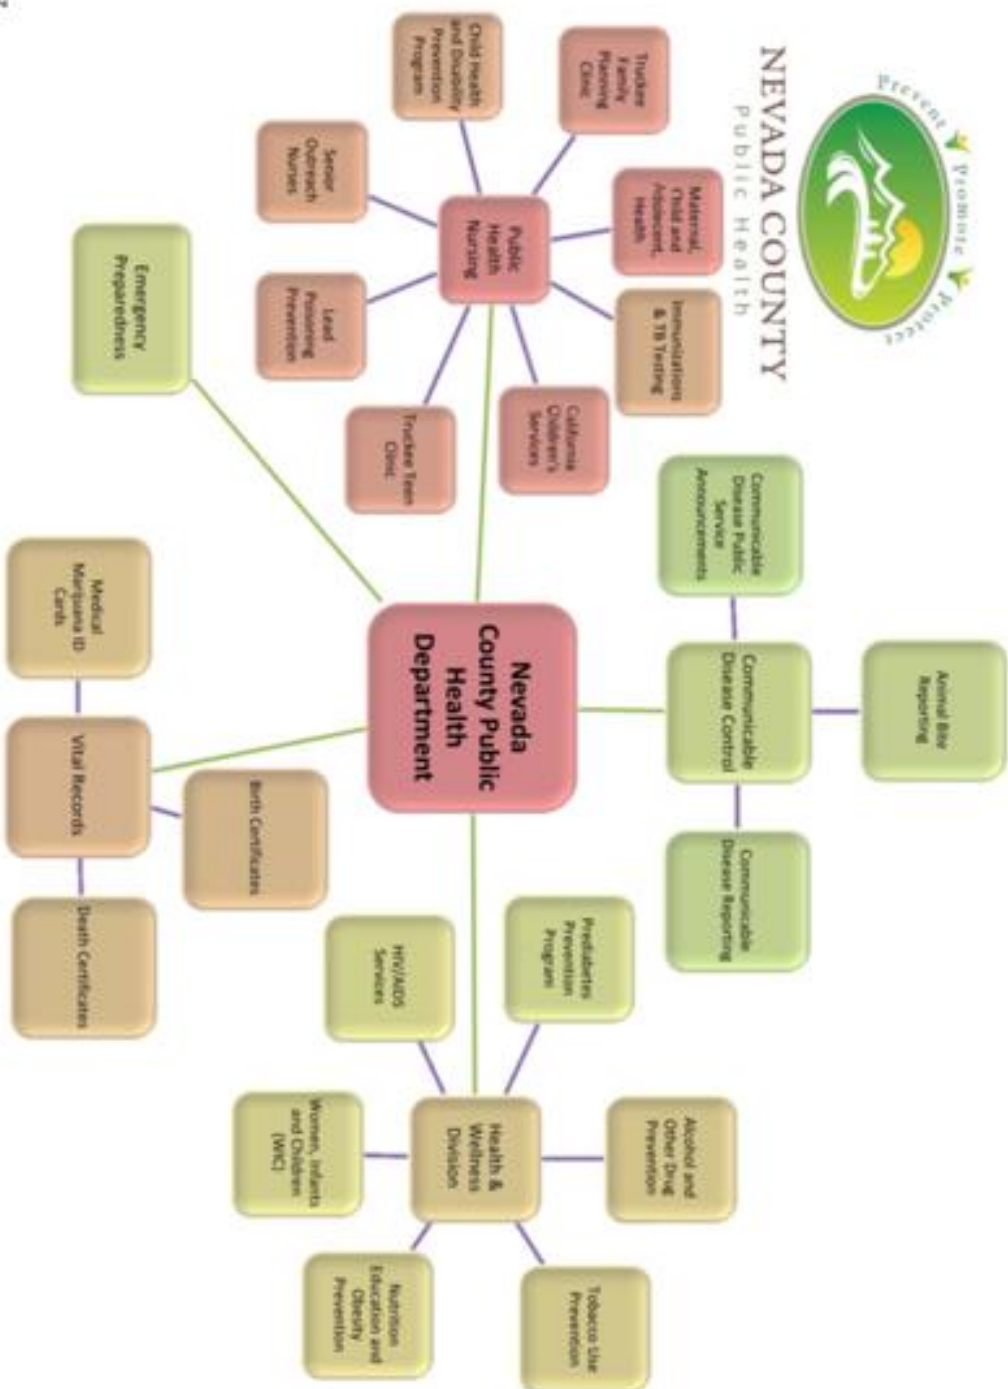 Prevent Promote Protect
NEVADA COUNTY
Public Health
Animal Bite
Reporting
Communicable
Disease Public
Service
Announcements
Communicable
Disease Control
Communicable
Disease Reporting
Truckee
Family
Planning
Clinic
Maternal,
Child and
Adolescent,
Health
Immunizations
& TB Testing
Child Health
and Disability
Prevention
Program
Public
Health
Nursing
California
Children's
Services
Senior
Outreach
Nurses
Lead
Poisoning
Prevention
Truckee Teen
Clinic
Nevada
County Public
Health
Department
Prediabetes
Prevention
Program
Alcohol and
Other Drug
Prevention
Tobacco Use
Prevention
Health &
Wellness
Division
HIV/AIDS
Services
Women, Infants
and Children
(WIC)
Nutrition
Education and
Obesity
Prevention
Emergency
Preparedness
Birth Certificates
Medical
Marijuana ID
Cards
Vital Records
Death Certificates